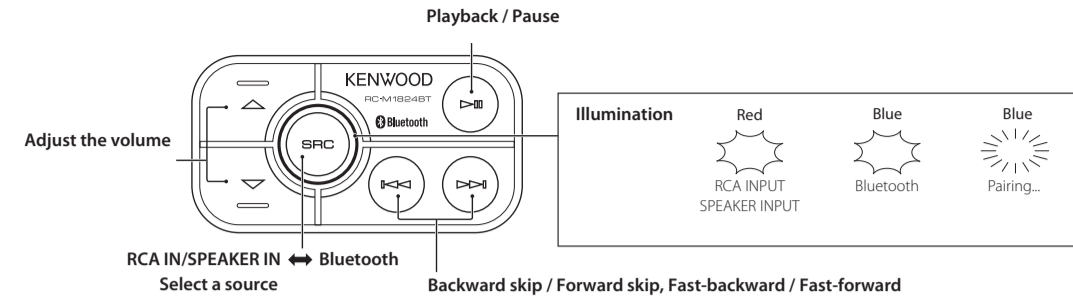 Playback / Pause
KENWOOD
RC-M1824BT
Bluetooth
SRC
Adjust the volume
Illumination
Red
Blue
Blue
RCA INPUT
SPEAKER INPUT
Bluetooth
Pairing...
RCA IN/SPEAKER IN ⬌ Bluetooth
Select a source
Backward skip / Forward skip, Fast-backward / Fast-forward